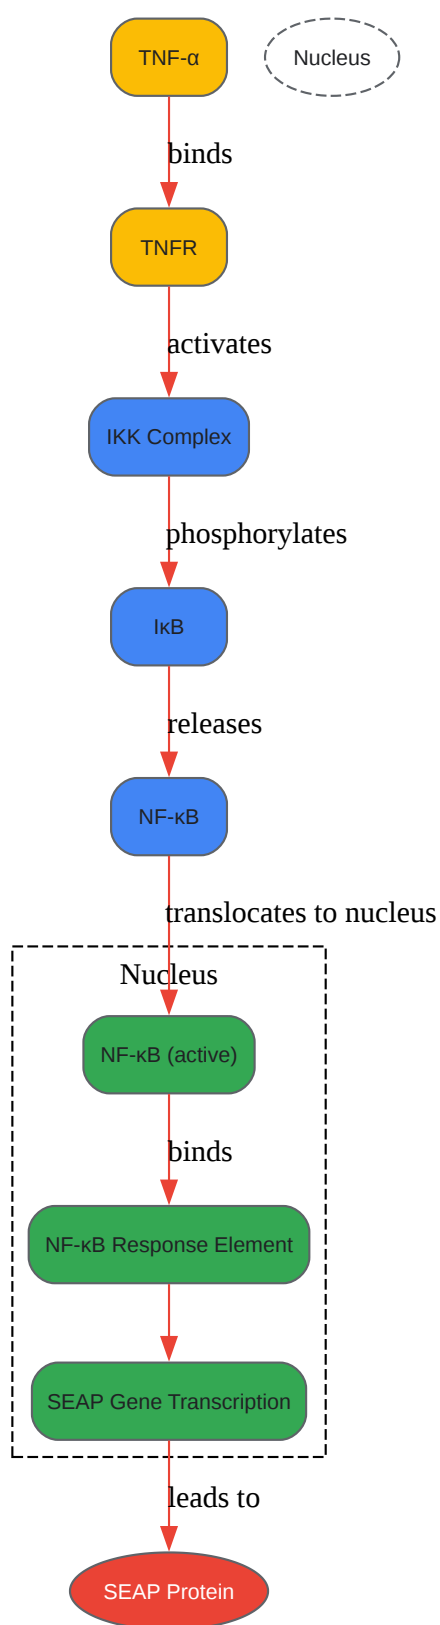 TNF-α
Nucleus
binds
TNFR
activates
IKK Complex
phosphorylates
IκB
releases
NF-κB
translocates to nucleus
Nucleus
NF-κB (active)
binds
NF-κB Response Element
SEAP Gene Transcription
leads to
SEAP Protein